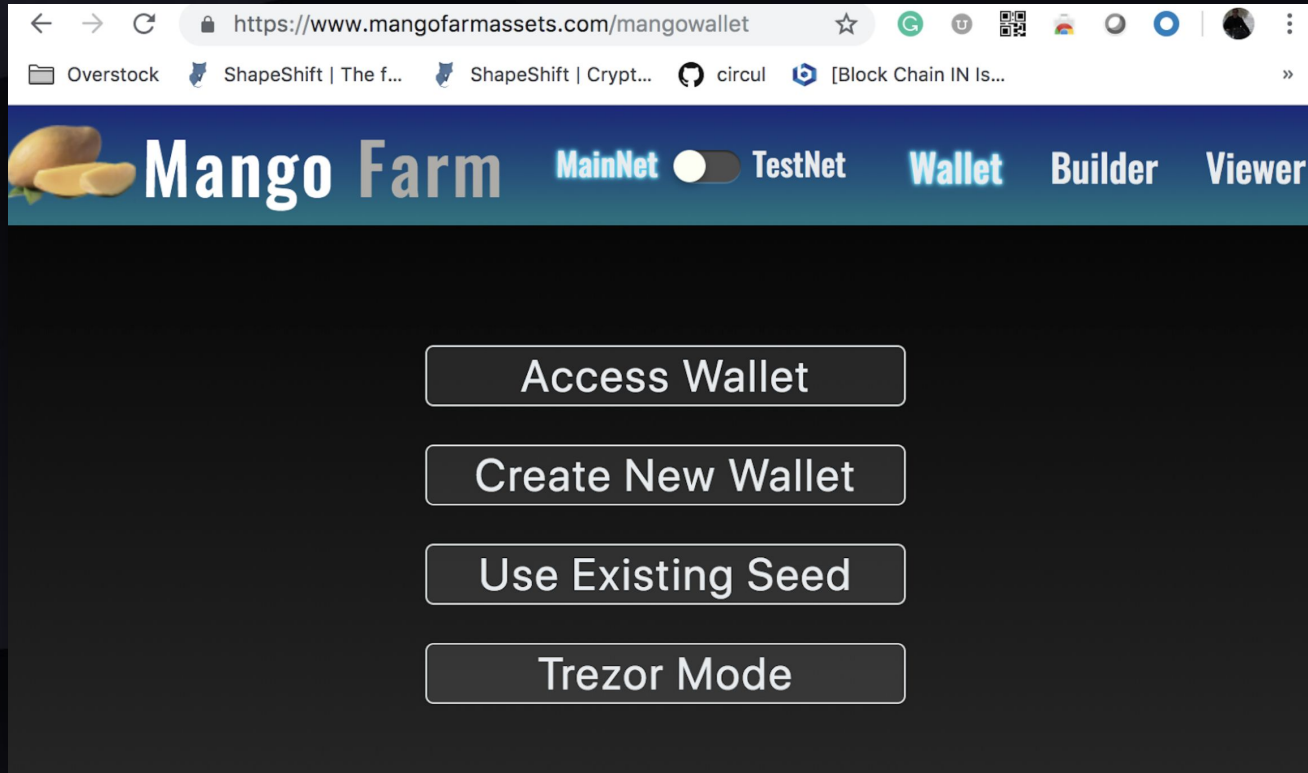 https://www.mangofarmassets.com/mangowallet
Overstock ShapeShift | The f... ShapeShift | Crypt... circul [Block Chain IN Is... »
Mango Farm MainNet TestNet Wallet Builder Viewer
Access Wallet
Create New Wallet
Use Existing Seed
Trezor Mode